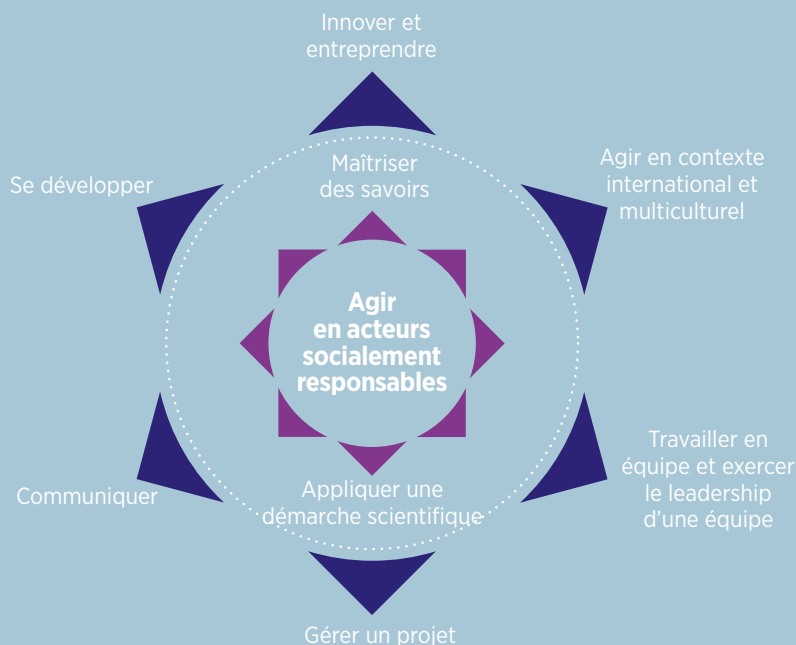 Innover et
entreprendre
Maîtriser
des savoirs
Agir en contexte
international et
multiculturel
Se développer
Agir
en acteurs
socialement
responsables
Travailler en
équipe et exercer
le leadership
d'une équipe
Communiquer
Appliquer une
démarche scientifique
Gérer un projet